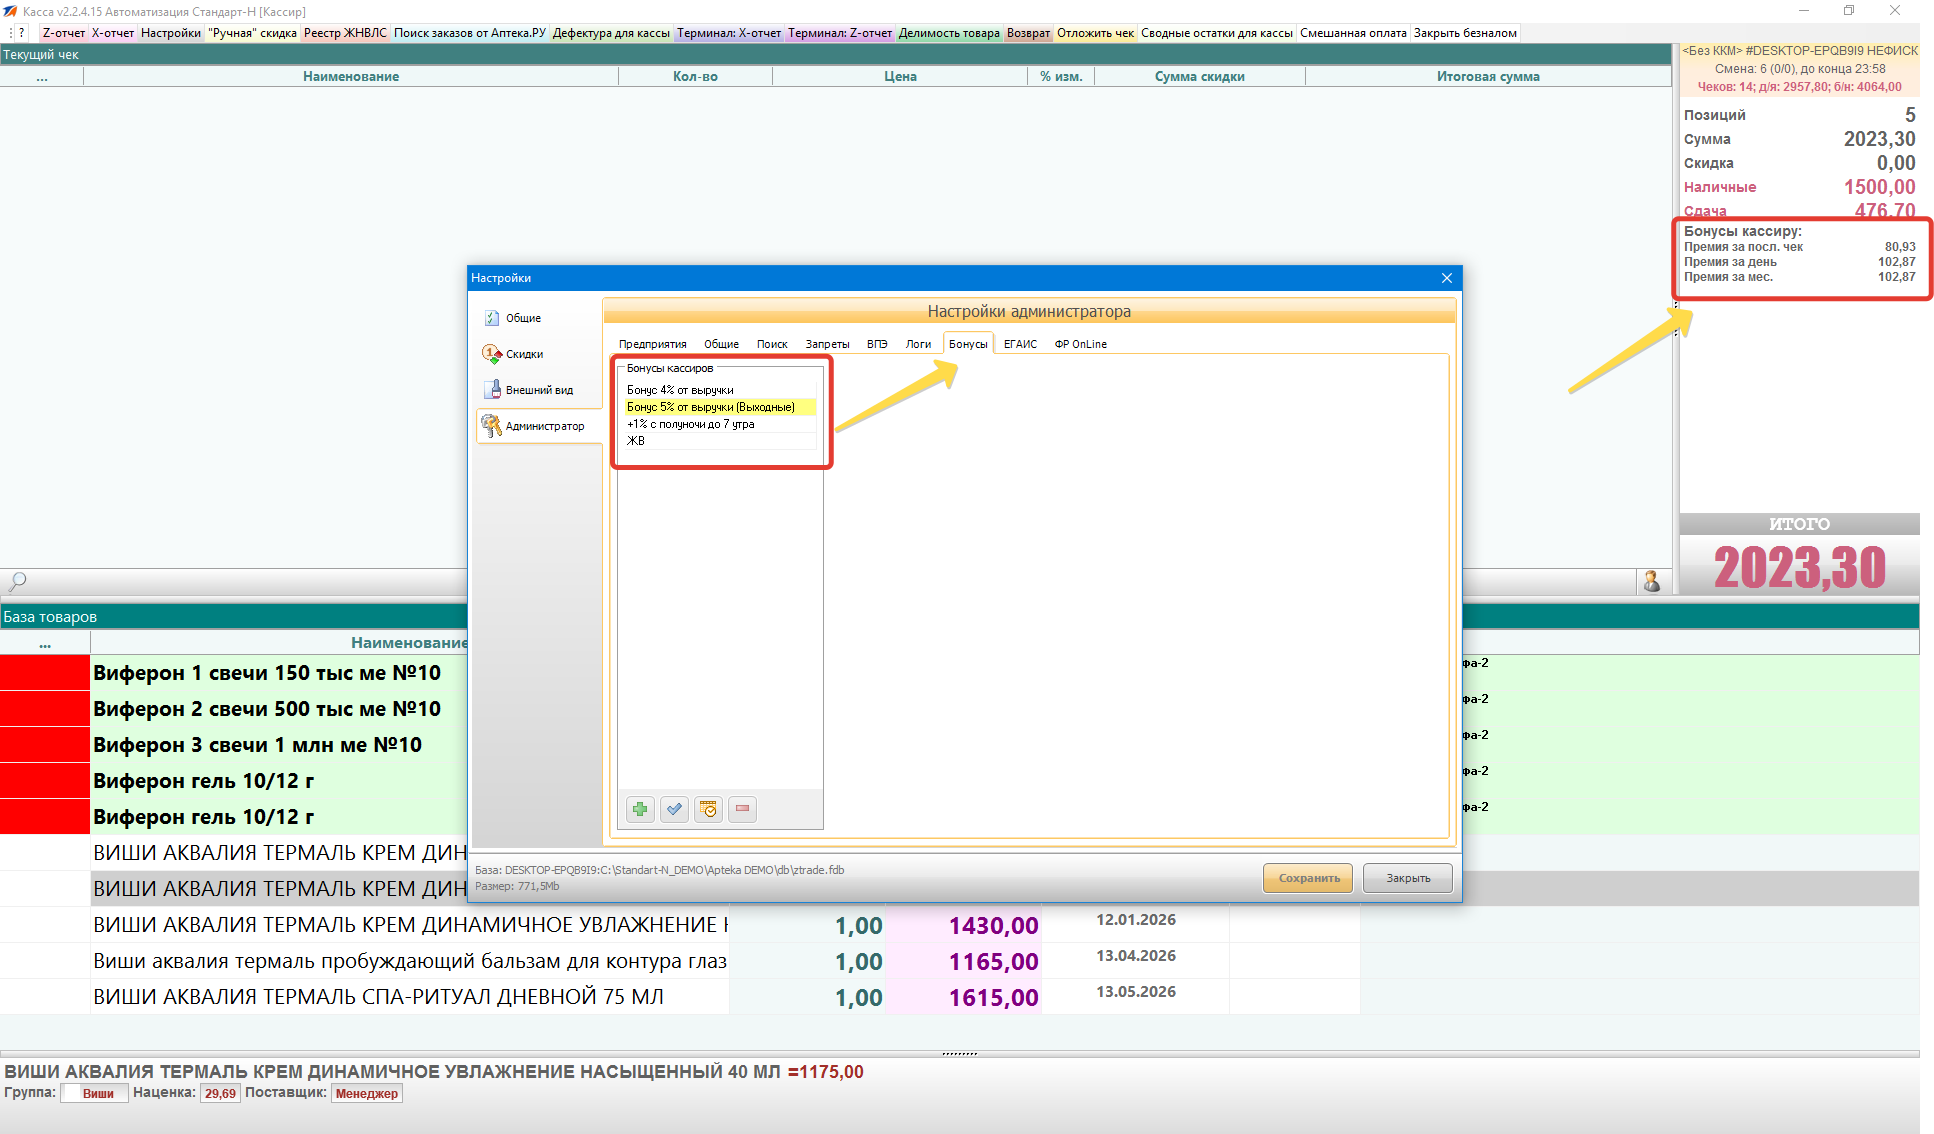 Касса v2.2.4.15 Автоматизация Стандарт-Н [Кассир]
? Z-отчет X-отчет Настройки "Ручная" скидка Реестр ЖНВЛС Поиск заказов от Аптека.РУ Дефектура для кассы Терминал: X-отчет Терминал: Z-отчет Делимость товара Возврат Отложить чек Сводные остатки для кассы Смешанная оплата Закрыть безналом
Текущий чек
... Наименование Кол-во Цена % изм. Сумма скидки Итоговая сумма
<Без ККМ> #DESKTOP-EPQB9I9 НЕФИСК
Смена: 6 (0/0), до конца 23:58
Чеков: 14; д/я: 2957,80; б/н: 4064,00
Позиций 5
Сумма 2023,30
Скидка 0,00
Наличные 1500,00
Сдача 476,70
Бонусы кассиру:
Премия за посл. чек 80,93
Премия за день 102,87
Премия за мес. 102,87
ИТОГО
2023,30
Настройки
Общие
Скидки
Внешний вид
Администратор
Настройки администратора
Предприятия Общие Поиск Запреты ВПЭ Логи Бонусы ЕГАИС ФР OnLine
Бонусы кассиров
Бонус 4% от выручки
Бонус 5% от выручки (Выходные)
+1% с полуночи до 7 утра
ЖВ
База: DESKTOP-EPQB9I9:C:\Standart-N_DEMO\Apteka DEMO\db\ztrade.fdb
Размер: 771,5Mb
Сохранить Закрыть
База товаров
... Наименование
Виферон 1 свечи 150 тыс ме №10 фа-2
Виферон 2 свечи 500 тыс ме №10 фа-2
Виферон 3 свечи 1 млн ме №10 фа-2
Виферон гель 10/12 г фа-2
Виферон гель 10/12 г фа-2
ВИШИ АКВАЛИЯ ТЕРМАЛЬ КРЕМ ДИН
ВИШИ АКВАЛИЯ ТЕРМАЛЬ КРЕМ ДИН
ВИШИ АКВАЛИЯ ТЕРМАЛЬ КРЕМ ДИНАМИЧНОЕ УВЛАЖНЕНИЕ 1,00 1430,00 12.01.2026
Виши аквалия термаль пробуждающий бальзам для контура глаз 1,00 1165,00 13.04.2026
ВИШИ АКВАЛИЯ ТЕРМАЛЬ СПА-РИТУАЛ ДНЕВНОЙ 75 МЛ 1,00 1615,00 13.05.2026
ВИШИ АКВАЛИЯ ТЕРМАЛЬ КРЕМ ДИНАМИЧНОЕ УВЛАЖНЕНИЕ НАСЫЩЕННЫЙ 40 МЛ =1175,00
Группа: Виши Наценка: 29,69 Поставщик: Менеджер